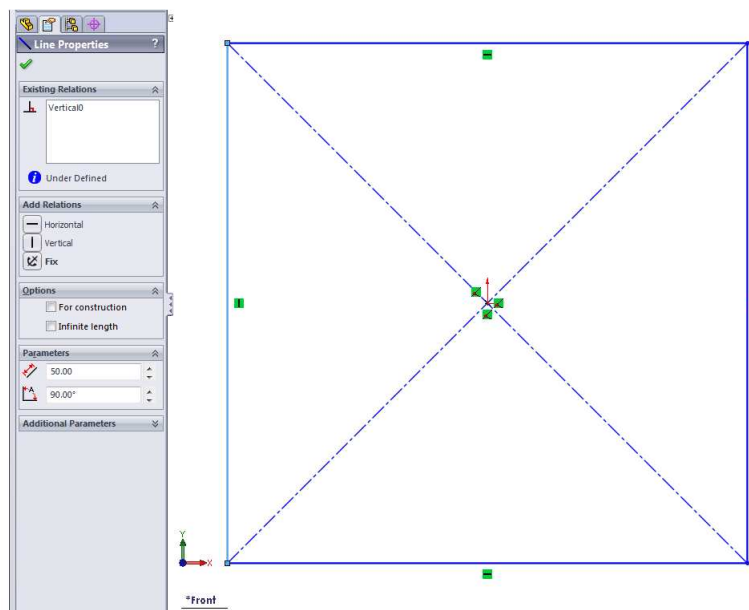 Line Properties ?
Existing Relations
Vertical0
Under Defined
Add Relations
Horizontal
Vertical
Fix
Options
For construction
Infinite length
Parameters
50.00
A
90.00°
Additional Parameters
Y
X
*Front